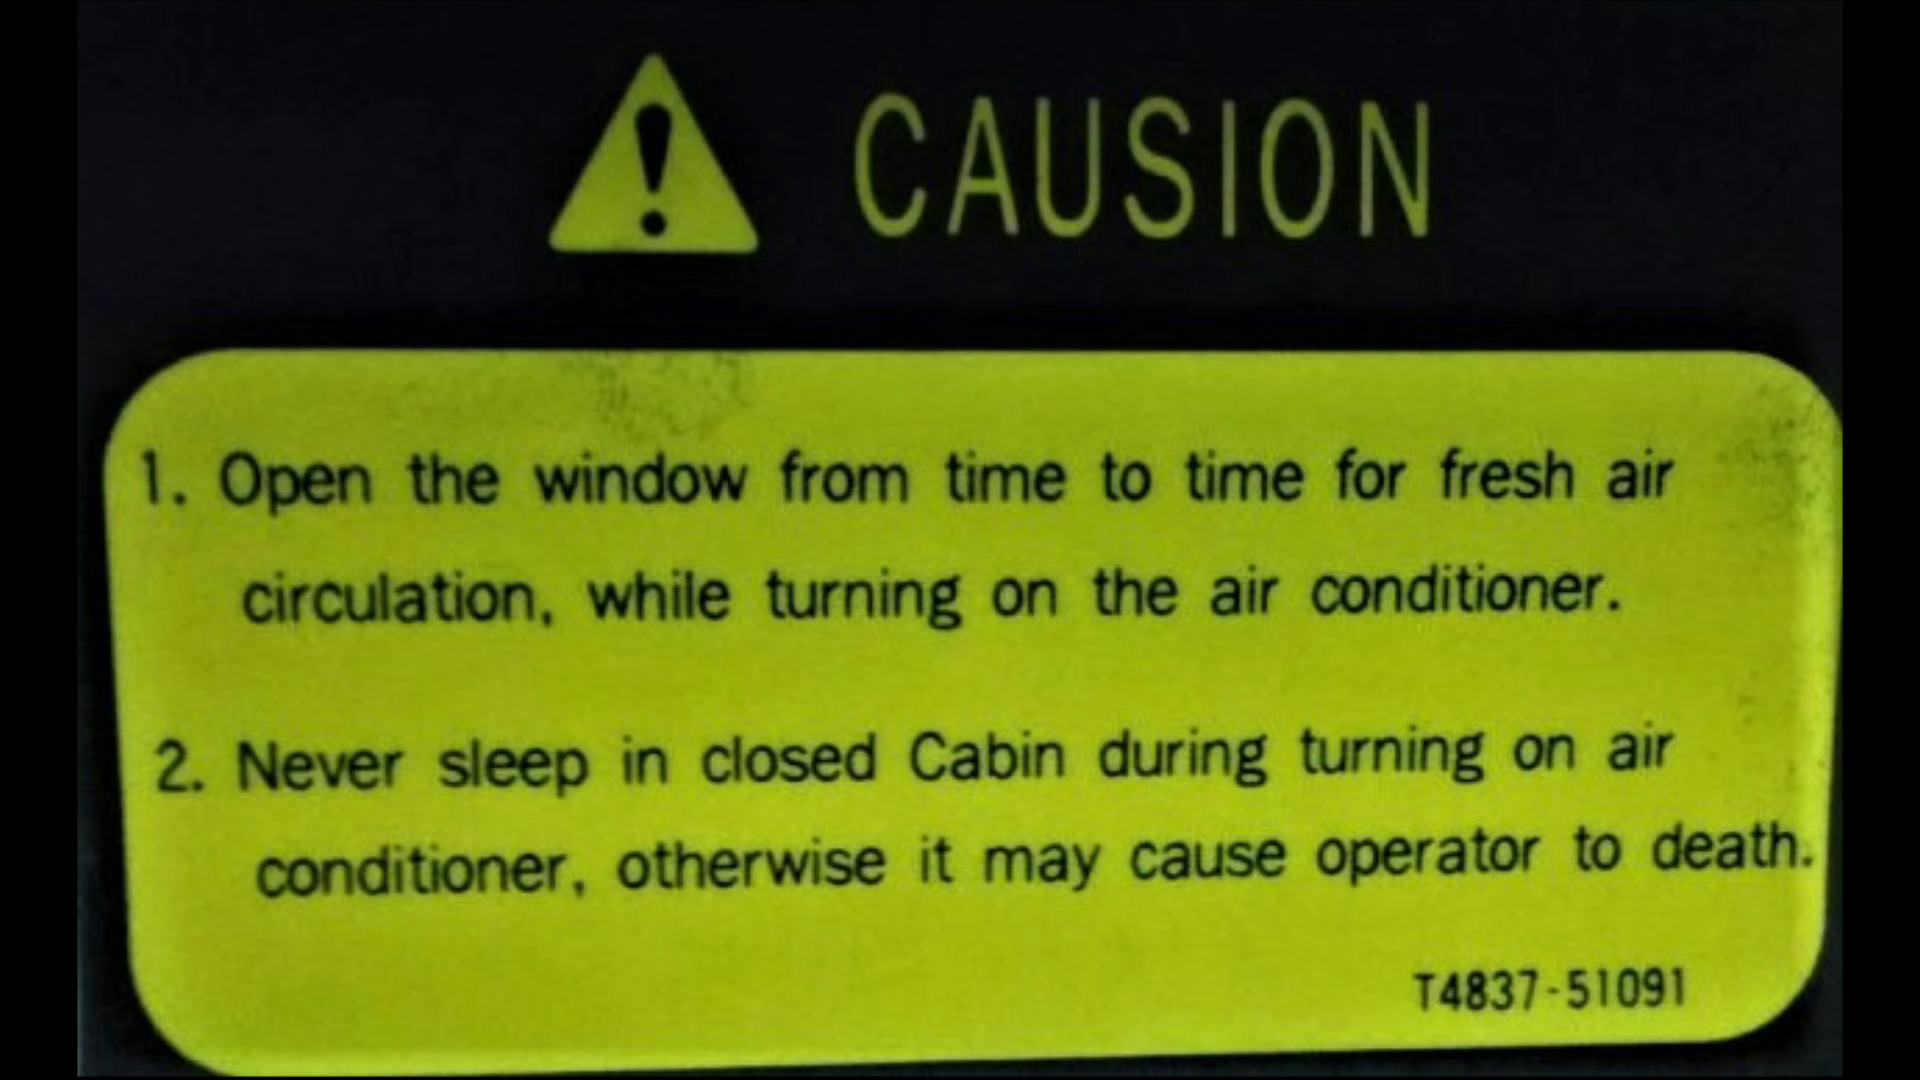 CAUSION
1. Open the window from time to time for fresh air
circulation, while turning on the air conditioner.
2. Never sleep in closed Cabin during turning on air
conditioner, otherwise it may cause operator to death.
T4837-51091